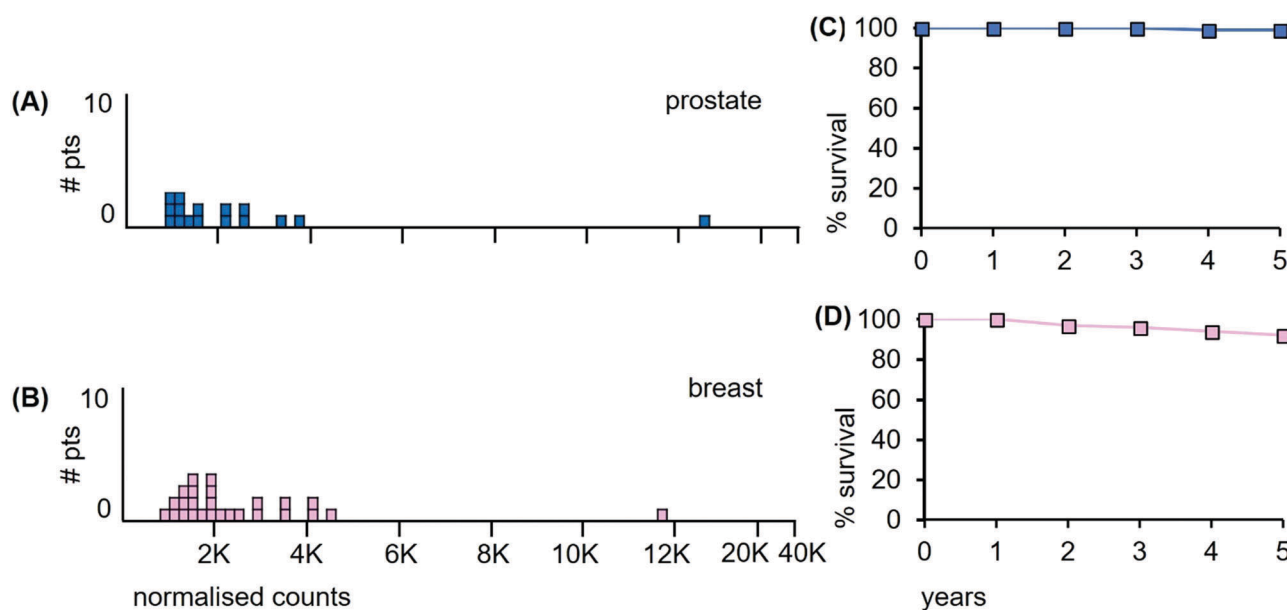 (A)
10
# pts
0
prostate
(B)
10
# pts
0
breast
2K 4K 6K 8K 10K 12K 20K 40K
normalised counts
(C)
100
80
60
40
20
0
% survival
0 1 2 3 4 5
(D)
100
80
60
40
20
0
% survival
0 1 2 3 4 5
years